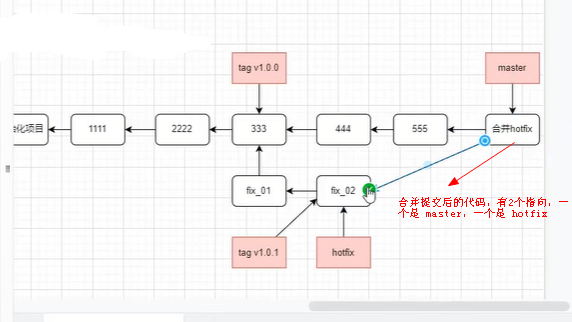 tag v1.0.0
master
化项目
1111
2222
333
444
555
合并hotfix
fix_01
fix_02
合并提交后的代码，有2个指向，一
个是 master，一个是 hotfix
tag v1.0.1
hotfix